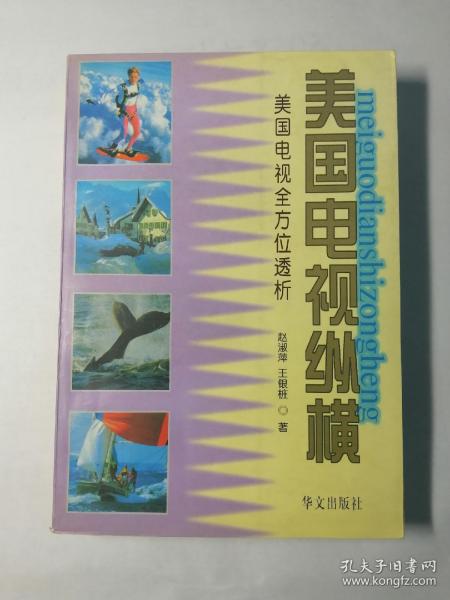 美国电视纵横
meiguodianshizongheng
美国电视全方位透析
赵淑萍 王银桩 ◎ 著
华文出版社
孔夫子旧书网
www.kongfz.com